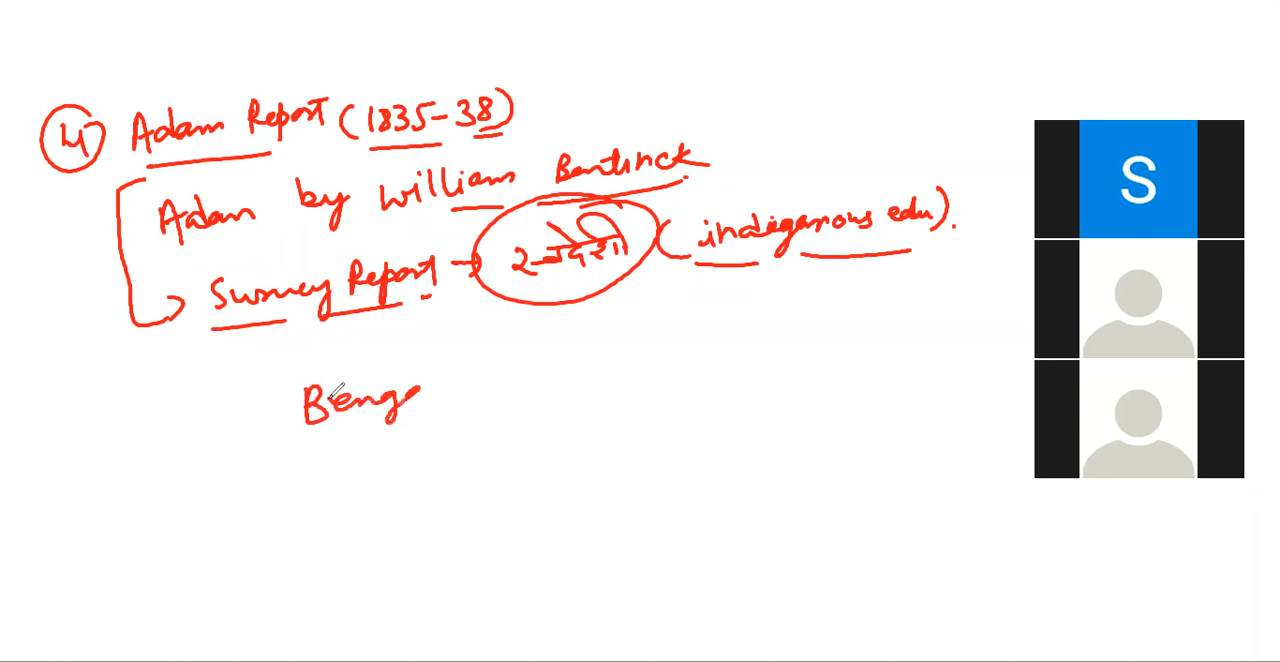 4 Adam Report (1835-38)
Adam by William Bentinck
Survey Report → (indigenous edu).
Beng
S